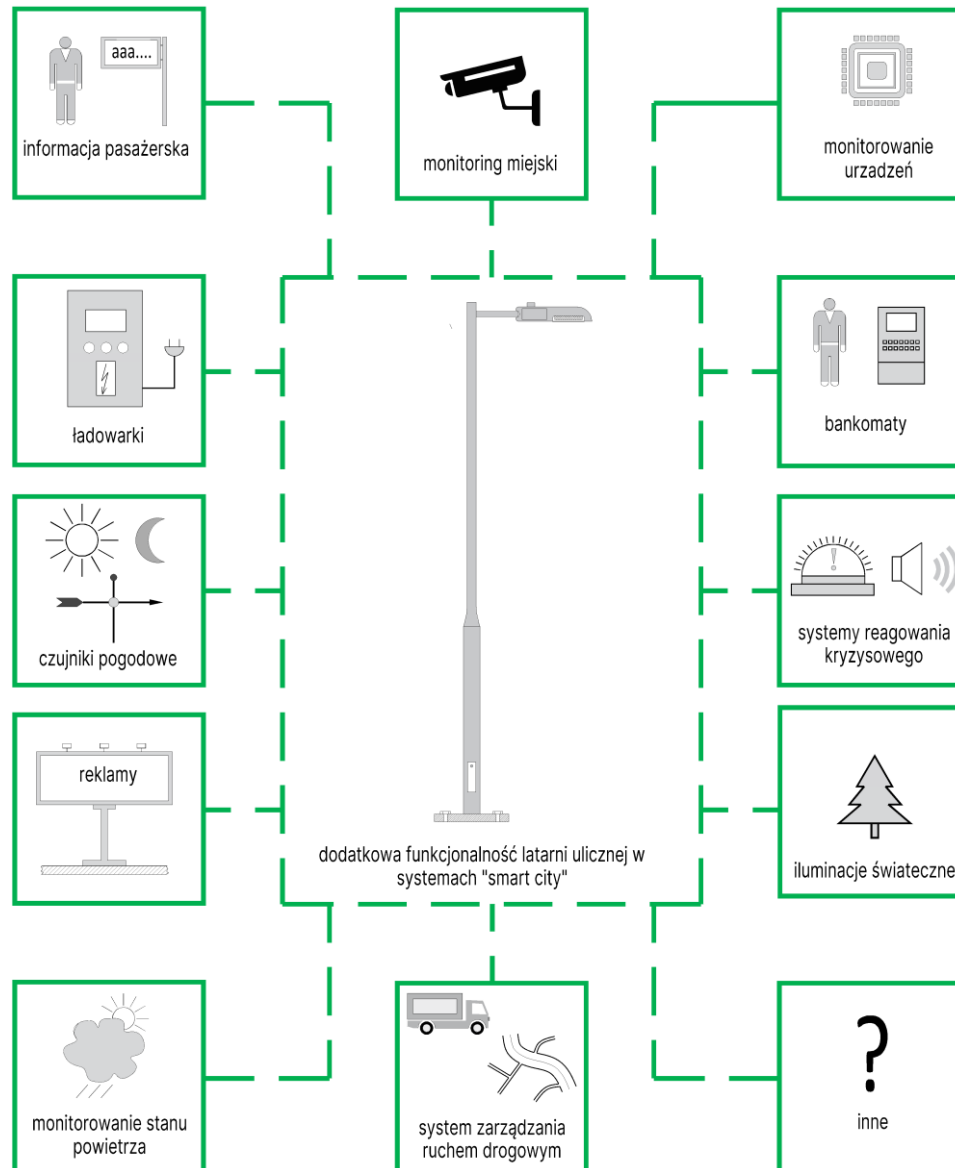 aaa....
informacja pasażerska
monitoring miejski
monitorowanie
urzadzeń
ładowarki
bankomaty
czujniki pogodowe
systemy reagowania
kryzysowego
reklamy
iluminacje świateczne
dodatkowa funkcjonalność latarni ulicznej w
systemach "smart city"
monitorowanie stanu
powietrza
system zarządzania
ruchem drogowym
?
inne